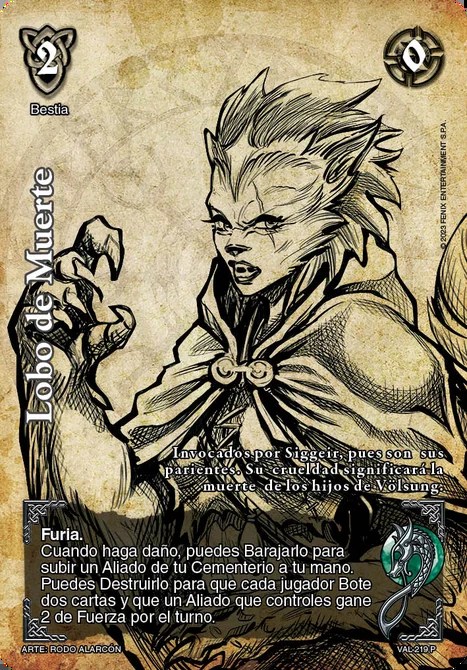 2
0
Bestia
© 2023 FENIX ENTERTAINMENT S.P.A.
Lobo de Muerte
Invocados por Siggeir, pues son sus
parientes. Su crueldad significará la
muerte de los hijos de Völsung.
Furia.
Cuando haga daño, puedes Barajarlo para
subir un Aliado de tu Cementerio a tu mano.
Puedes Destruirlo para que cada jugador Bote
dos cartas y que un Aliado que controles gane
2 de Fuerza por el turno.
ARTE: RODO ALARCÓN
VAL-219 P